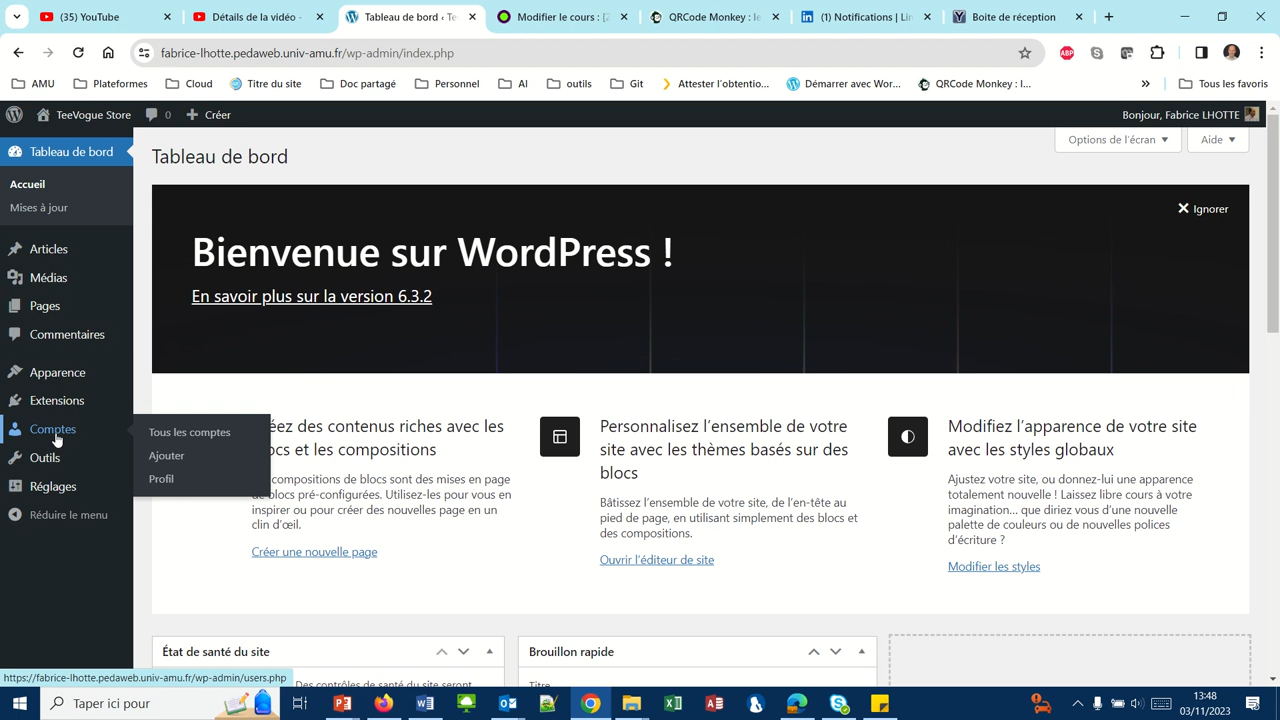 (35) YouTube
Détails de la vidéo -
Tableau de bord ‹ Te
Modifier le cours : [2
QRCode Monkey : le
(1) Notifications | Lin
Boite de réception
fabrice-lhotte.pedaweb.univ-amu.fr/wp-admin/index.php
AMU
Plateformes
Cloud
Titre du site
Doc partagé
Personnel
AI
outils
Git
Attester l'obtentio...
Démarrer avec Wor...
QRCode Monkey : l...
»
Tous les favoris
TeeVogue Store
0
Créer
Bonjour, Fabrice LHOTTE
Tableau de bord
Accueil
Mises à jour
Articles
Médias
Pages
Commentaires
Apparence
Extensions
Comptes
Outils
Réglages
Réduire le menu
Tous les comptes
Ajouter
Profil
Options de l'écran
Aide
Tableau de bord
Ignorer
Bienvenue sur WordPress !
En savoir plus sur la version 6.3.2
éez des contenus riches avec les
ocs et les compositions
compositions de blocs sont des mises en page
blocs pré-configurées. Utilisez-les pour vous en
inspirer ou pour créer des nouvelles page en un
clin d'œil.
Créer une nouvelle page
Personnalisez l'ensemble de votre
site avec les thèmes basés sur des
blocs
Bâtissez l'ensemble de votre site, de l'en-tête au
pied de page, en utilisant simplement des blocs et
des compositions.
Ouvrir l'éditeur de site
Modifiez l'apparence de votre site
avec les styles globaux
Ajustez votre site, ou donnez-lui une apparence
totalement nouvelle ! Laissez libre cours à votre
imagination… que diriez vous d'une nouvelle
palette de couleurs ou de nouvelles polices
d'écriture ?
Modifier les styles
État de santé du site
Des contrôles de santé du site seront
Brouillon rapide
Titre
https://fabrice-lhotte.pedaweb.univ-amu.fr/wp-admin/users.php
Taper ici pour
13:48
03/11/2023